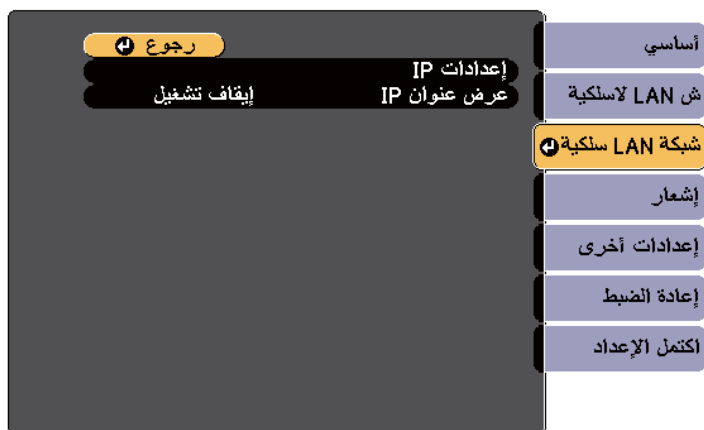 أساسي
ش LAN لاسلكية
شبكة LAN سلكية
إشعار
إعدادات أخرى
إعادة الضبط
اكتمل الإعداد
رجوع
إعدادات IP
عرض عنوان IP إيقاف تشغيل